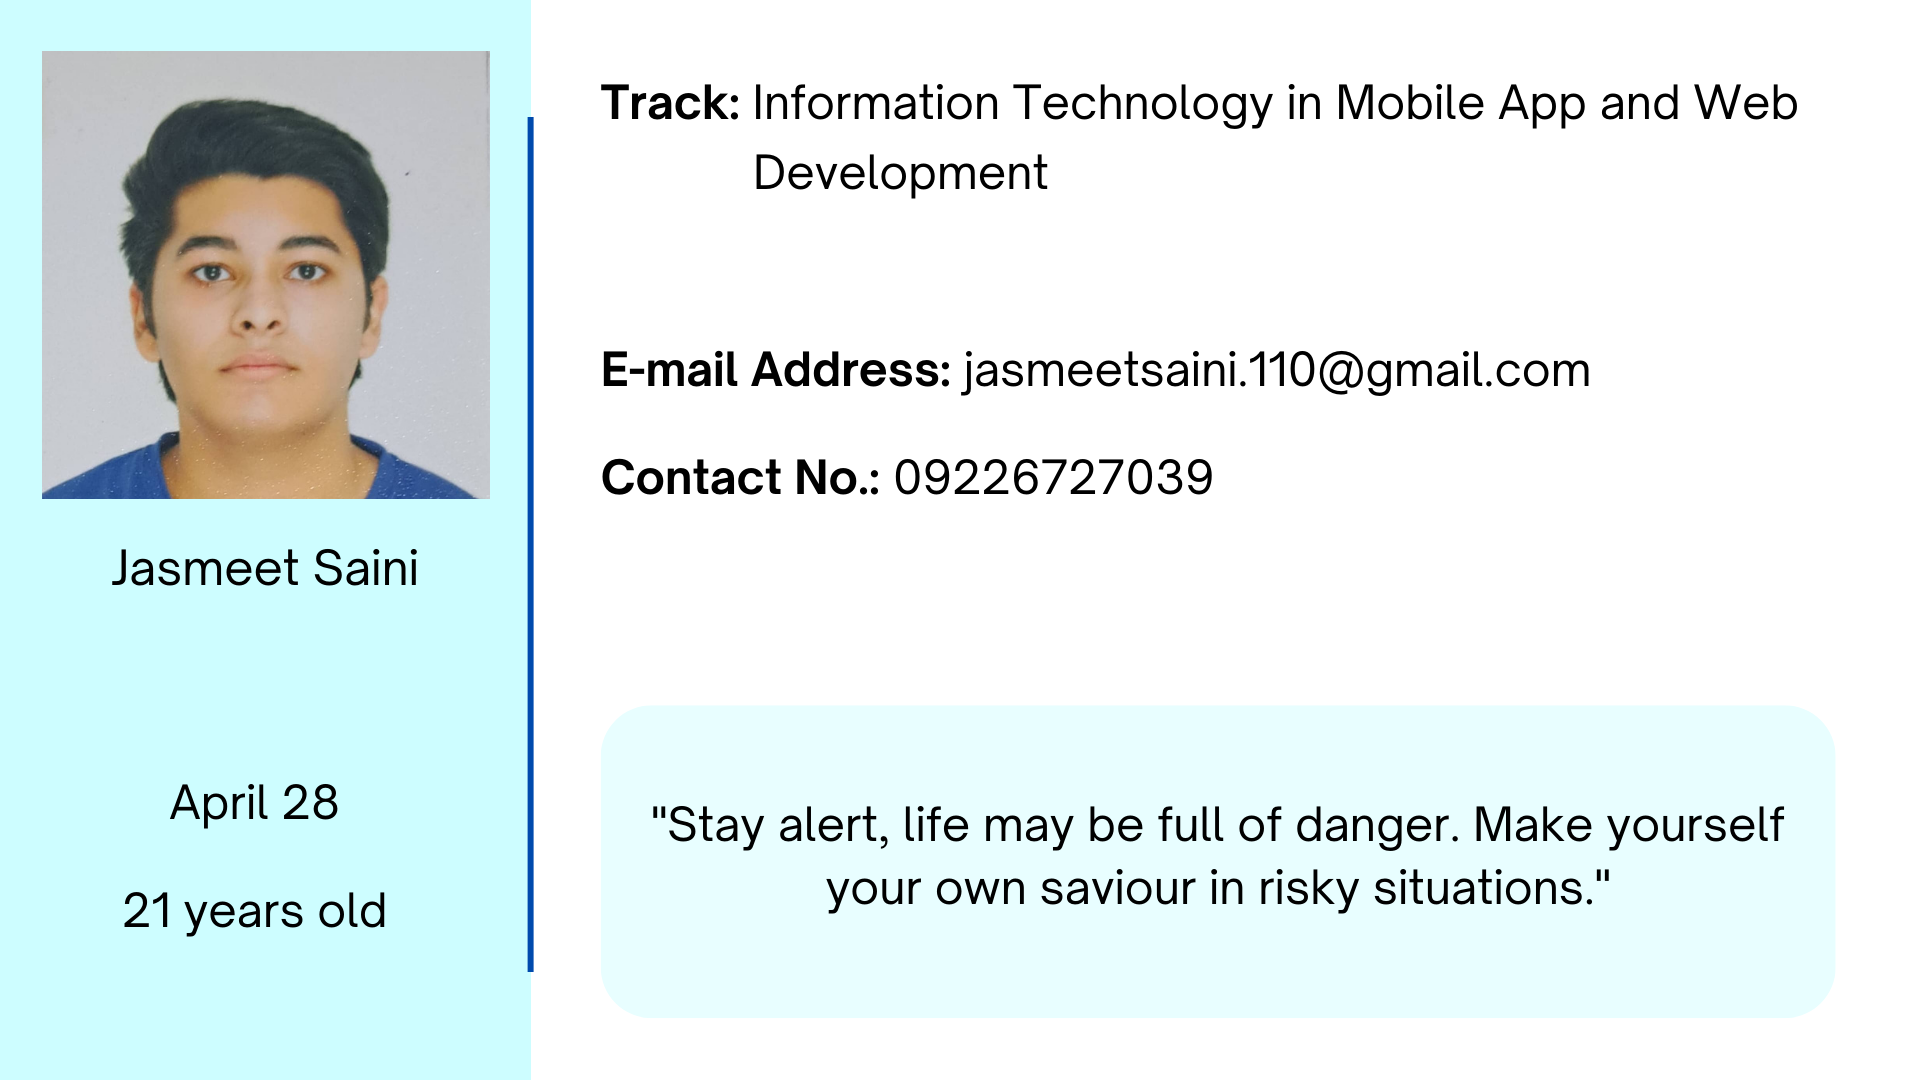 Jasmeet Saini
April 28
21 years old
Track: Information Technology in Mobile App and Web
Development
E-mail Address: jasmeetsaini.110@gmail.com
Contact No.: 09226727039
"Stay alert, life may be full of danger. Make yourself
your own saviour in risky situations."